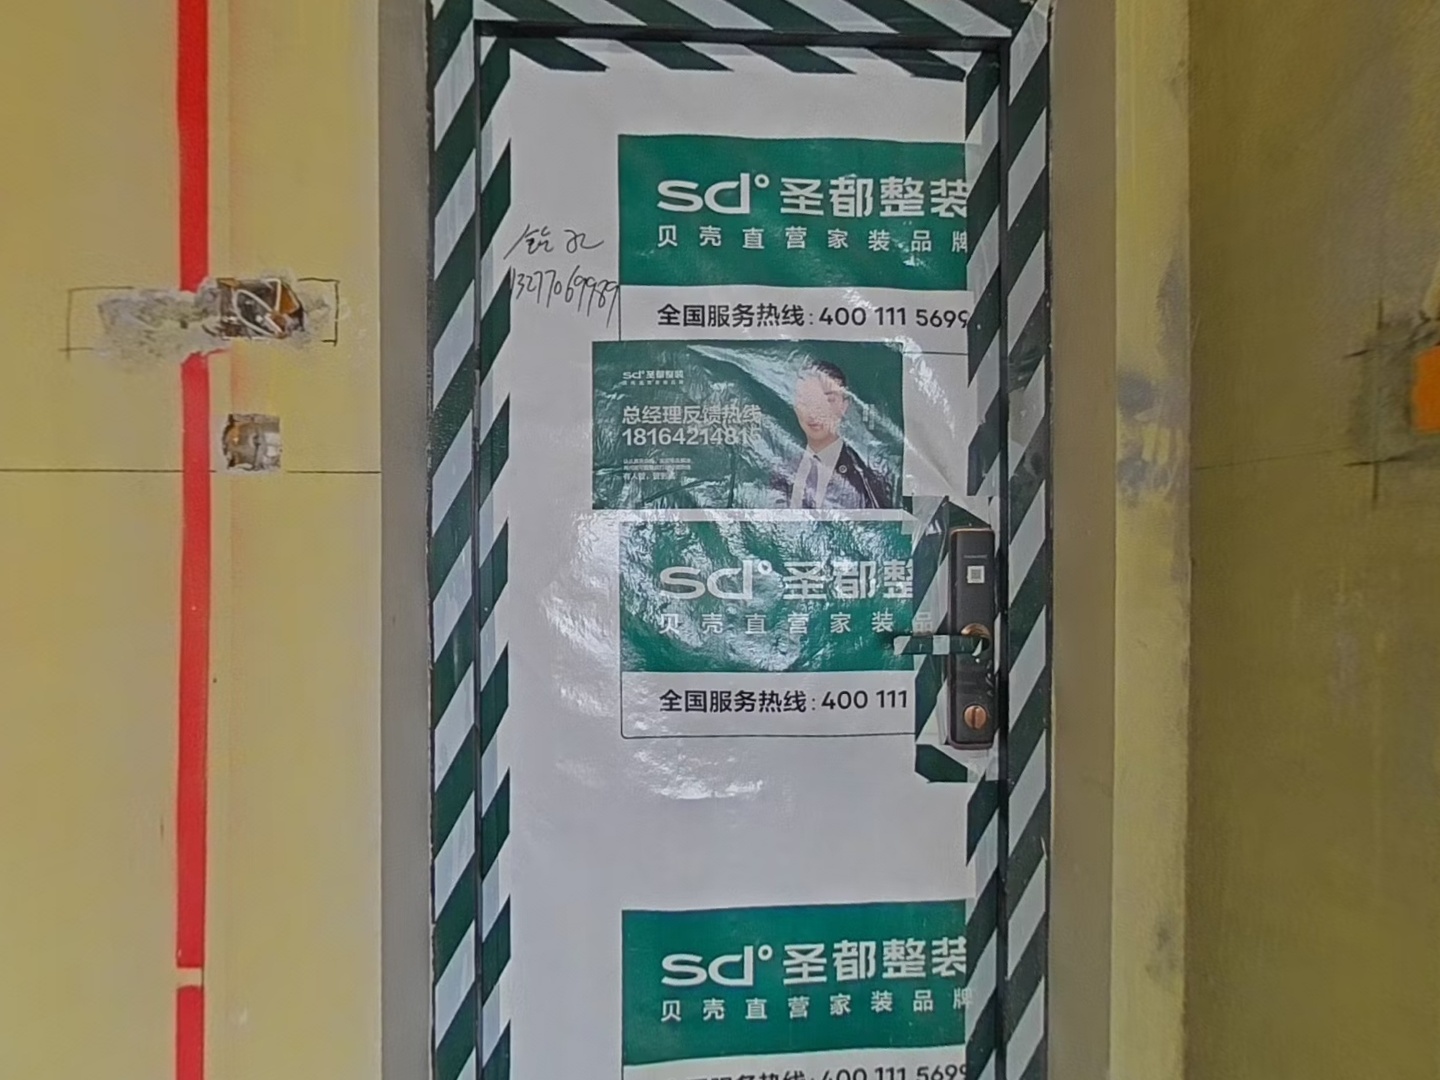 sd°圣都整装
贝壳直营家装品牌
全国服务热线:400 111 5699
13277069989
sd°圣都整装
总经理反馈热线
18164214815
sd°圣都整
贝壳直营家装品
全国服务热线:400 111
sd°圣都整装
贝壳直营家装品牌
400 111 5699